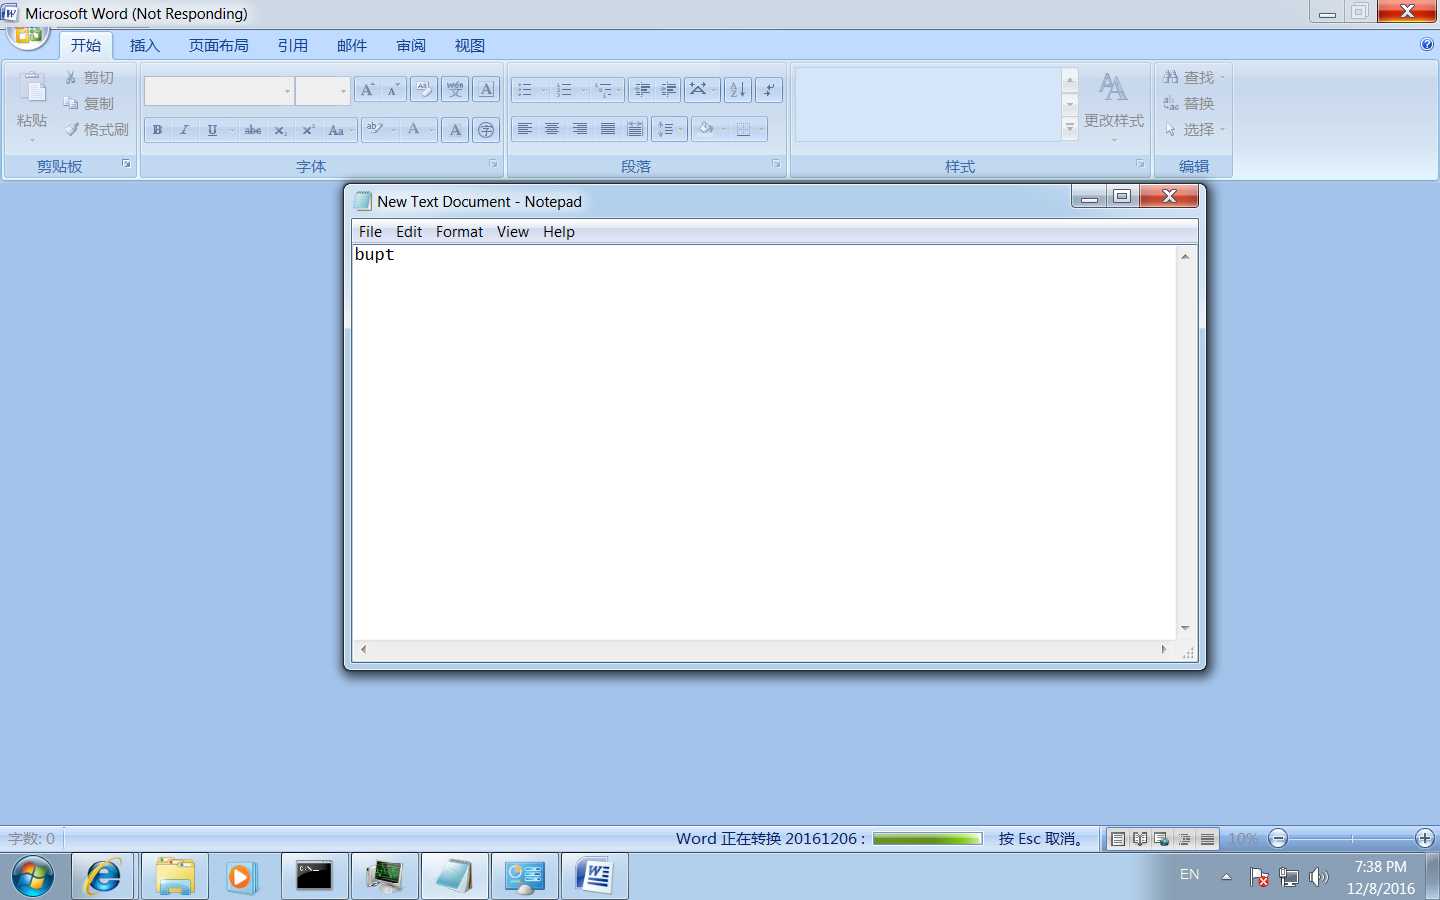 Microsoft Word (Not Responding)
开始 插入 页面布局 引用 邮件 审阅 视图
粘贴
剪切
复制
格式刷
剪贴板
B I U abc x₂ x² Aa
字体
段落
更改样式
样式
查找
替换
选择
编辑
New Text Document - Notepad
File Edit Format View Help
bupt
字数: 0
Word 正在转换 20161206 :
按 Esc 取消。
10%
EN
7:38 PM
12/8/2016